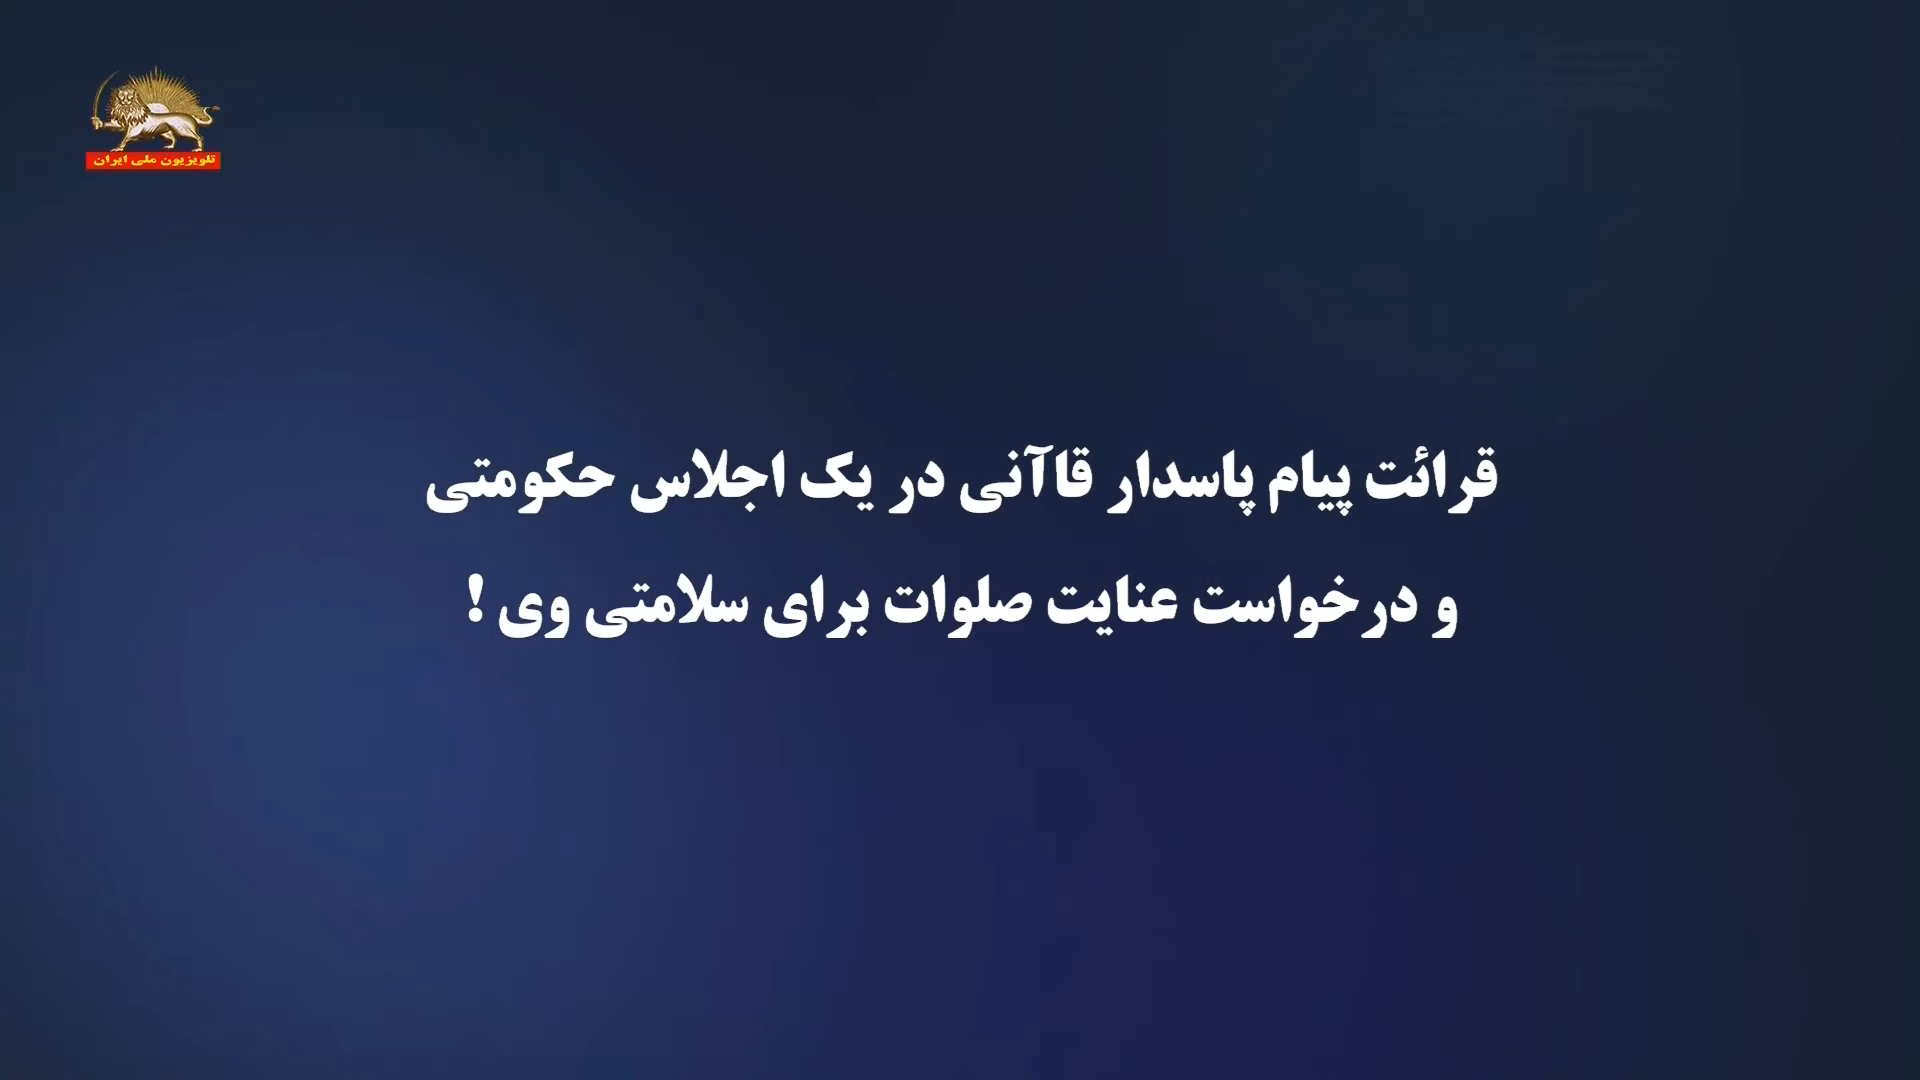 تلویزیون ملی ایران
قرائت پیام پاسدار قاآنی در یک اجلاس حکومتی
و درخواست عنایت صلوات برای سلامتی وی !